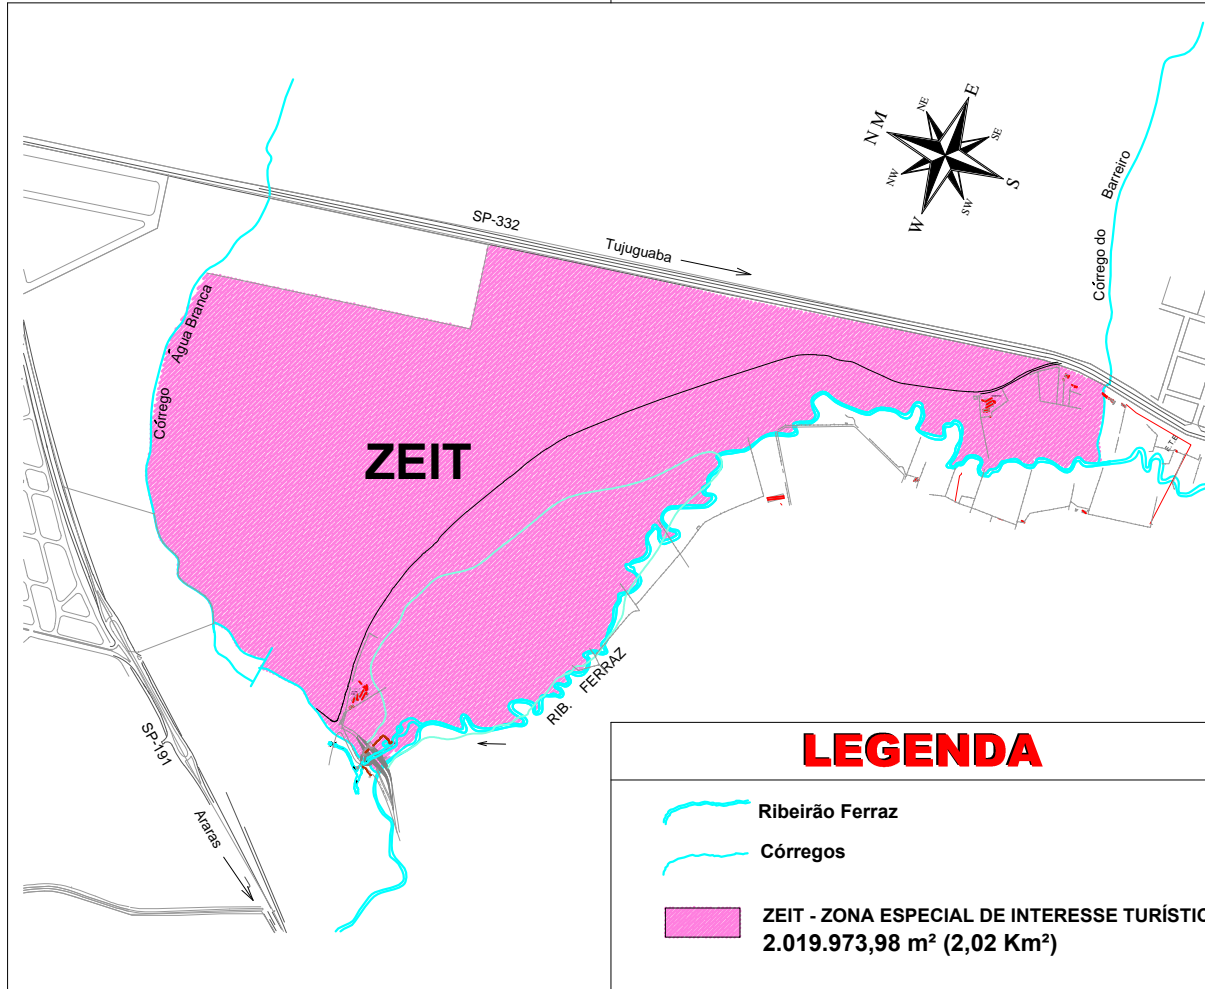 E
NE
N M
SE
NW
S
SW
W
Barreiro
Córrego do
SP-332
Tujuguaba
Água Branca
Córrego
ZEIT
E.T.E.
RIB. FERRAZ
SP-191
Araras
LEGENDA
Ribeirão Ferraz
Córregos
ZEIT - ZONA ESPECIAL DE INTERESSE TURÍSTIC
2.019.973,98 m² (2,02 Km²)